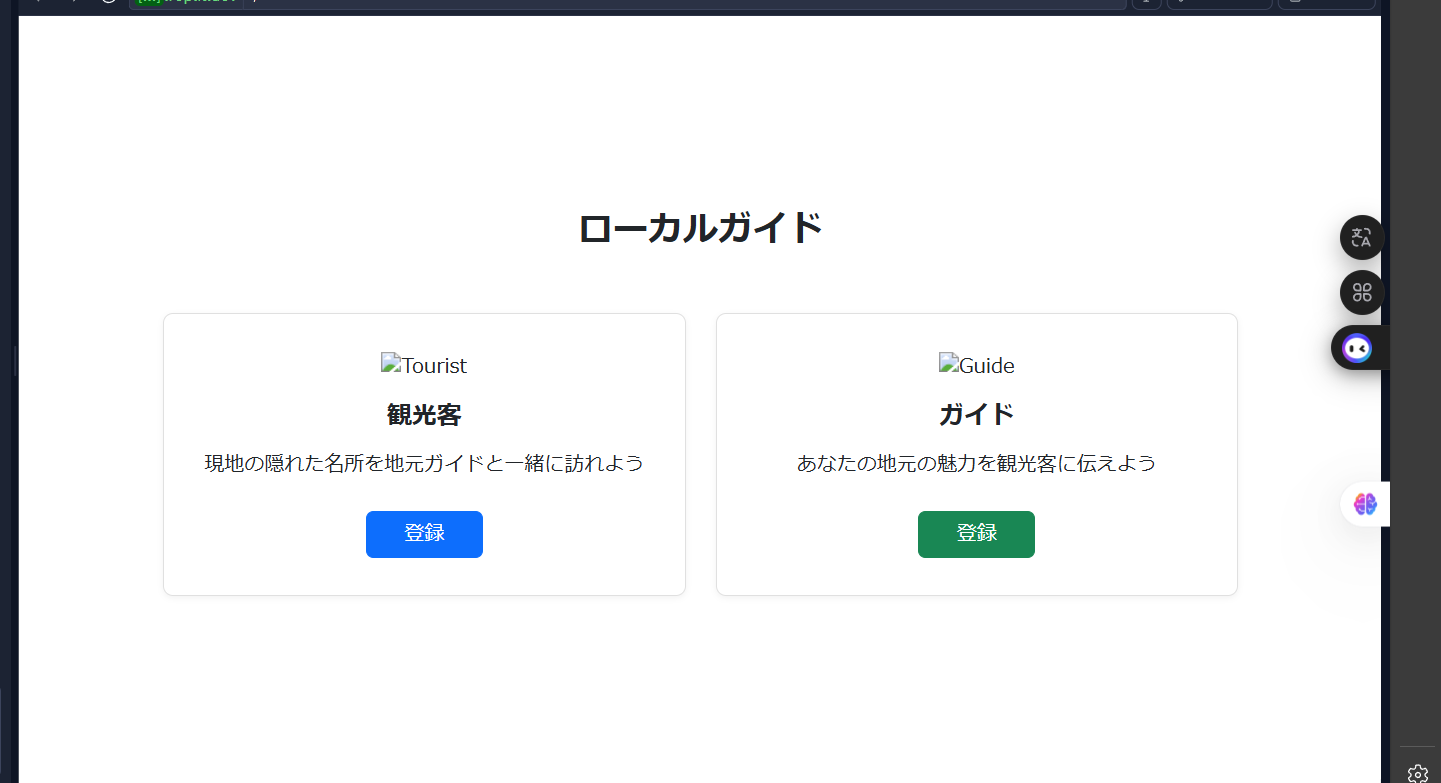 ローカルガイド
Tourist
観光客
現地の隠れた名所を地元ガイドと一緒に訪れよう
登録
Guide
ガイド
あなたの地元の魅力を観光客に伝えよう
登録